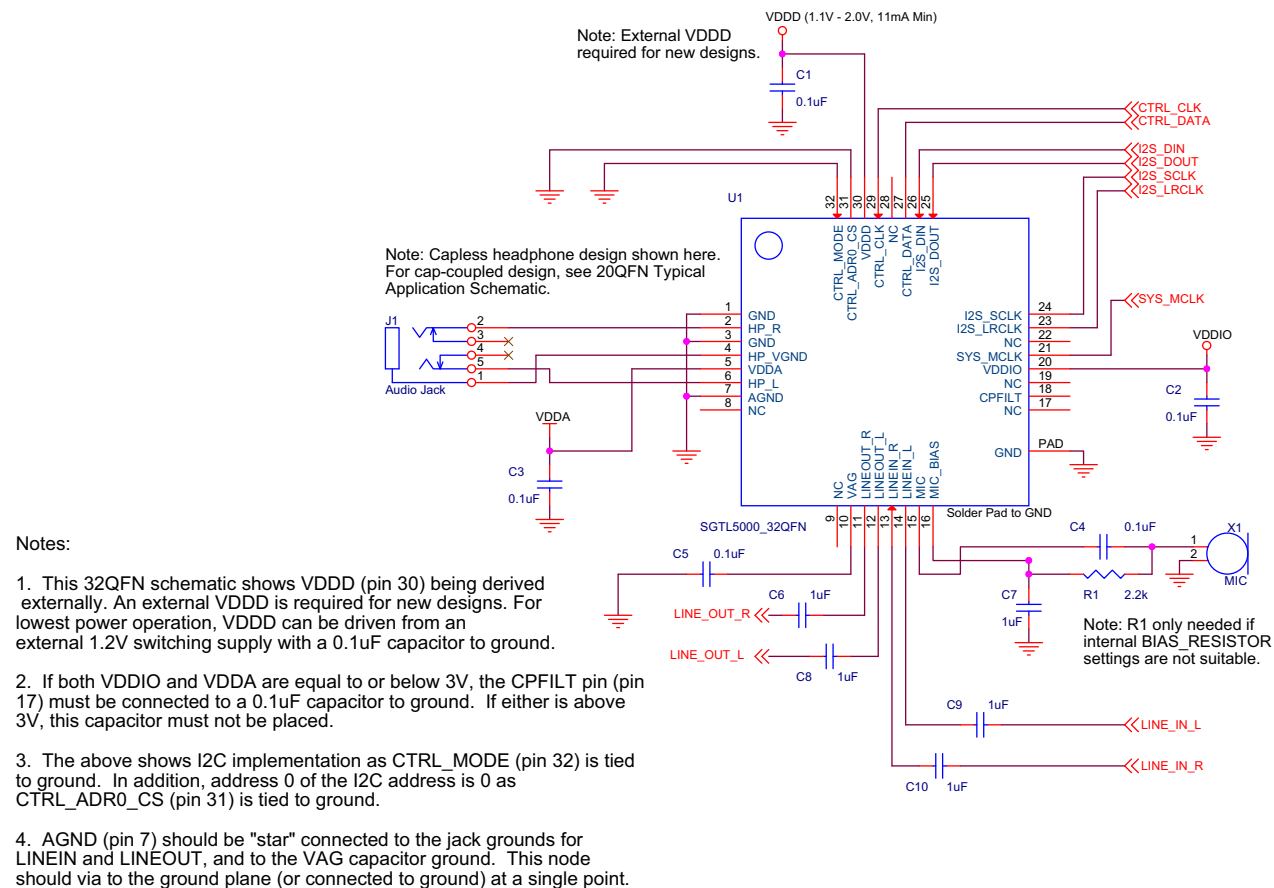 VDDD (1.1V - 2.0V, 11mA Min)
Note: External VDDD
required for new designs.
C1
0.1uF
CTRL_CLK
CTRL_DATA
I2S_DIN
I2S_DOUT
I2S_SCLK
I2S_LRCLK
U1
32
31
30
29
28
27
26
25
CTRL_MODE
CTRL_ADR0_CS
VDDD
CTRL_CLK
NC
CTRL_DATA
I2S_DIN
I2S_DOUT
Note: Capless headphone design shown here.
For cap-coupled design, see 20QFN Typical
Application Schematic.
J1
2
3
4
5
1
Audio Jack
1 GND
2 HP_R
3 GND
4 HP_VGND
5 VDDA
6 HP_L
7 AGND
8 NC
I2S_SCLK 24
I2S_LRCLK 23
NC 22
SYS_MCLK 21
VDDIO 20
NC 19
CPFILT 18
NC 17
GND PAD
SYS_MCLK
VDDIO
C2
0.1uF
VDDA
C3
0.1uF
NC
VAG
LINEOUT_R
LINEOUT_L
LINEIN_R
LINEIN_L
MIC
MIC_BIAS
9
10
11
12
13
14
15
16
Solder Pad to GND
SGTL5000_32QFN
C4 0.1uF
X1
1
2
MIC
C5 0.1uF
C6 1uF
LINE_OUT_R
LINE_OUT_L
C8 1uF
C7
1uF
R1 2.2k
Note: R1 only needed if
internal BIAS_RESISTOR
settings are not suitable.
C9 1uF
LINE_IN_L
C10 1uF
LINE_IN_R
Notes:
1. This 32QFN schematic shows VDDD (pin 30) being derived
externally. An external VDDD is required for new designs. For
lowest power operation, VDDD can be driven from an
external 1.2V switching supply with a 0.1uF capacitor to ground.
2. If both VDDIO and VDDA are equal to or below 3V, the CPFILT pin (pin
17) must be connected to a 0.1uF capacitor to ground. If either is above
3V, this capacitor must not be placed.
3. The above shows I2C implementation as CTRL_MODE (pin 32) is tied
to ground. In addition, address 0 of the I2C address is 0 as
CTRL_ADR0_CS (pin 31) is tied to ground.
4. AGND (pin 7) should be "star" connected to the jack grounds for
LINEIN and LINEOUT, and to the VAG capacitor ground. This node
should via to the ground plane (or connected to ground) at a single point.